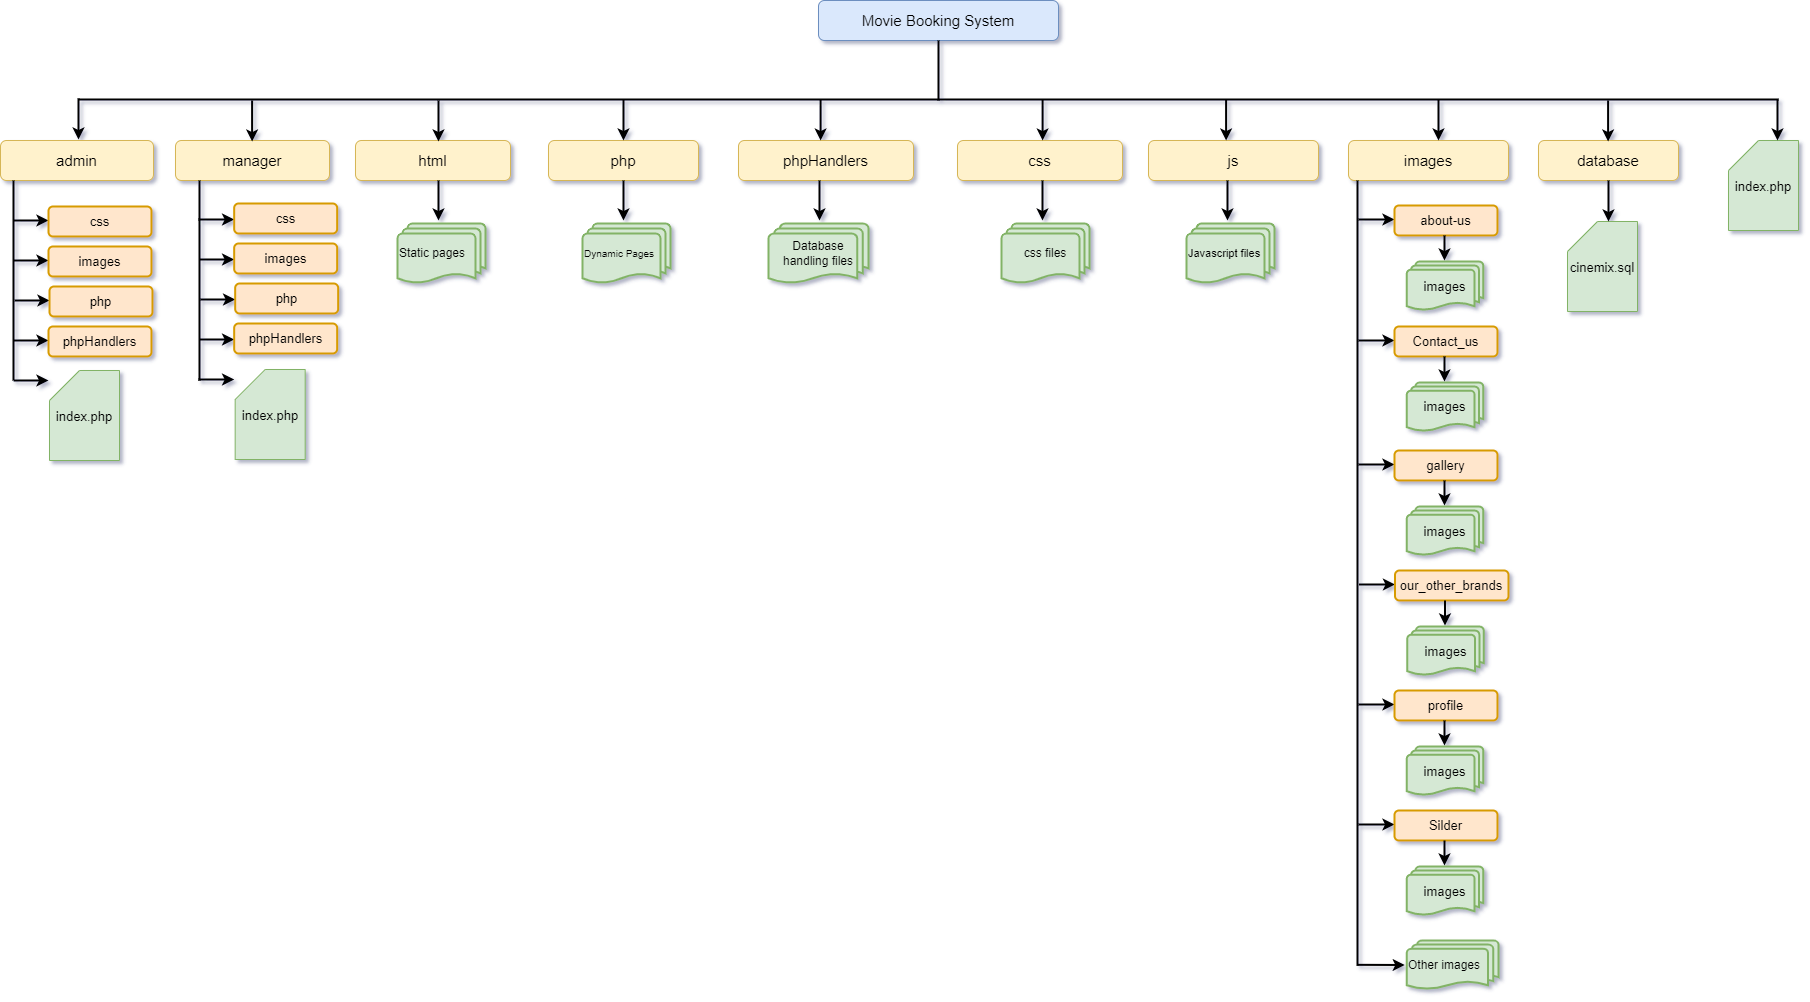 Movie Booking System
admin
manager
html
php
phpHandlers
css
js
images
database
index.php
css
images
php
phpHandlers
index.php
css
images
php
phpHandlers
index.php
Static pages
Dynamic Pages
Database
handling files
css files
Javascript files
about-us
images
Contact_us
images
gallery
images
our_other_brands
images
profile
images
Silder
images
Other images
cinemix.sql